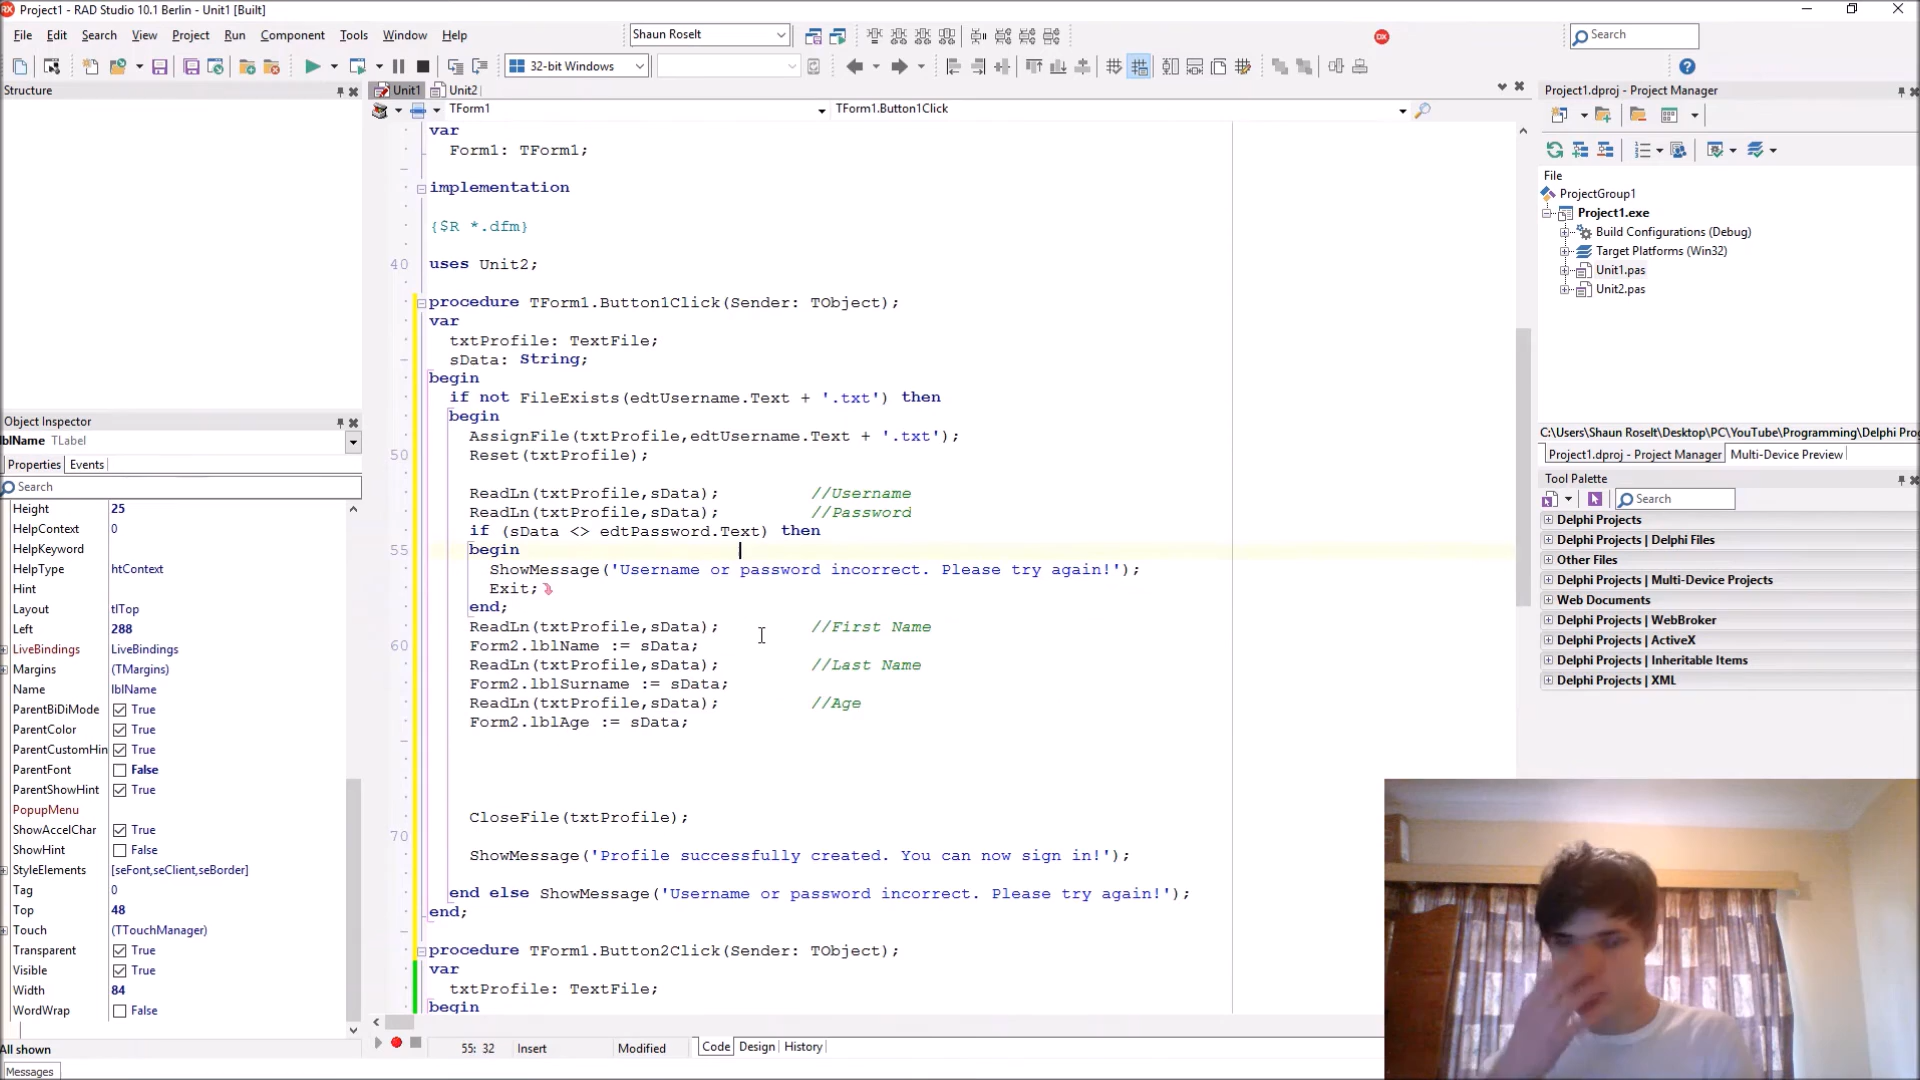 Project1 - RAD Studio 10.1 Berlin - Unit1 [Built]
File Edit Search View Project Run Component Tools Window Help
Shaun Roselt
Search
32-bit Windows
Structure
Unit1 Unit2
TForm1 TForm1.Button1Click
var
Form1: TForm1;
implementation
{$R *.dfm}
40 uses Unit2;
procedure TForm1.Button1Click(Sender: TObject);
var
txtProfile: TextFile;
sData: String;
begin
if not FileExists(edtUsername.Text + '.txt') then
begin
AssignFile(txtProfile,edtUsername.Text + '.txt');
50 Reset(txtProfile);
ReadLn(txtProfile,sData); //Username
ReadLn(txtProfile,sData); //Password
if (sData <> edtPassword.Text) then
55 begin
ShowMessage('Username or password incorrect. Please try again!');
Exit;
end;
ReadLn(txtProfile,sData); //First Name
60 Form2.lblName := sData;
ReadLn(txtProfile,sData); //Last Name
Form2.lblSurname := sData;
ReadLn(txtProfile,sData); //Age
Form2.lblAge := sData;
CloseFile(txtProfile);
70
ShowMessage('Profile successfully created. You can now sign in!');
end else ShowMessage('Username or password incorrect. Please try again!');
end;
procedure TForm1.Button2Click(Sender: TObject);
var
txtProfile: TextFile;
begin
55: 32 Insert Modified Code Design History
Object Inspector
lblName TLabel
Properties Events
Search
Height 25
HelpContext 0
HelpKeyword
HelpType htContext
Hint
Layout tlTop
Left 288
LiveBindings LiveBindings
Margins (TMargins)
Name lblName
ParentBiDiMode True
ParentColor True
ParentCustomHin True
ParentFont False
ParentShowHint True
PopupMenu
ShowAccelChar True
ShowHint False
StyleElements [seFont,seClient,seBorder]
Tag 0
Top 48
Touch (TTouchManager)
Transparent True
Visible True
Width 84
WordWrap False
All shown
Messages
Project1.dproj - Project Manager
File
ProjectGroup1
Project1.exe
Build Configurations (Debug)
Target Platforms (Win32)
Unit1.pas
Unit2.pas
C:\Users\Shaun Roselt\Desktop\PC\YouTube\Programming\Delphi Prog
Project1.dproj - Project Manager Multi-Device Preview
Tool Palette
Search
Delphi Projects
Delphi Projects | Delphi Files
Other Files
Delphi Projects | Multi-Device Projects
Web Documents
Delphi Projects | WebBroker
Delphi Projects | ActiveX
Delphi Projects | Inheritable Items
Delphi Projects | XML